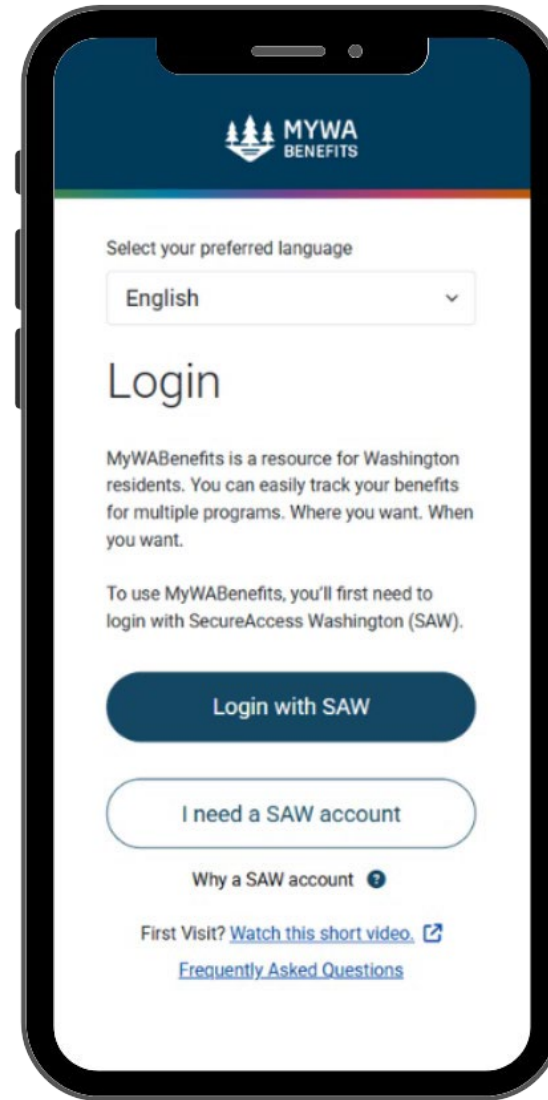 MYWA
BENEFITS
Select your preferred language
English
Login
MyWABenefits is a resource for Washington
residents. You can easily track your benefits
for multiple programs. Where you want. When
you want.
To use MyWABenefits, you'll first need to
login with SecureAccess Washington (SAW).
Login with SAW
I need a SAW account
Why a SAW account ?
First Visit? Watch this short video.
Frequently Asked Questions